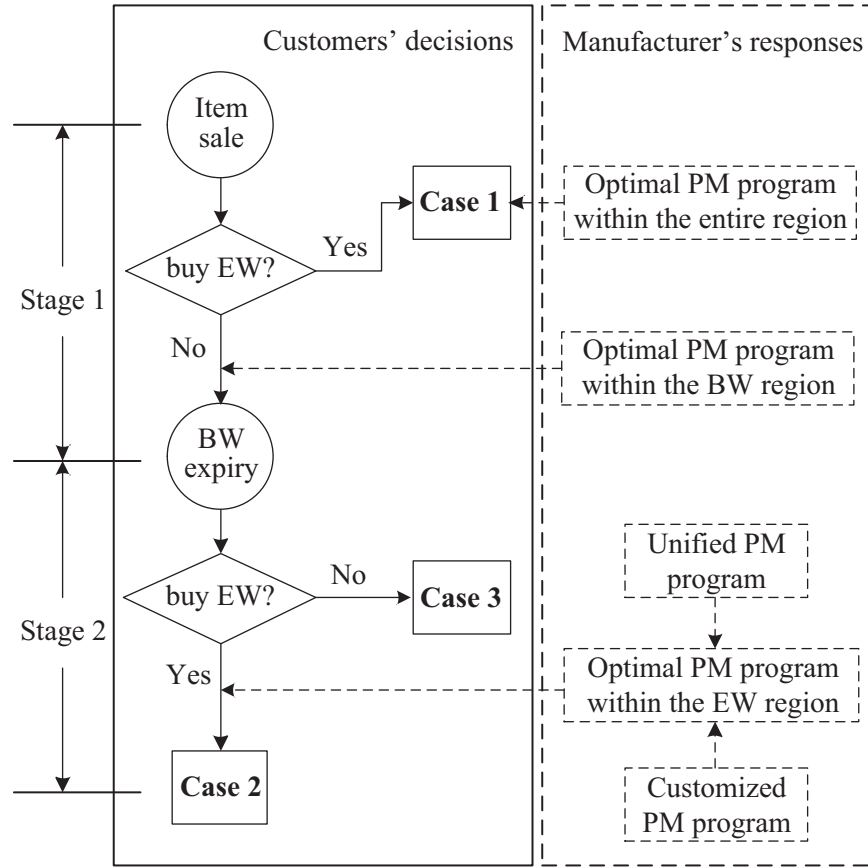 Customers’ decisions
Manufacturer’s responses
Item
sale
Case 1
Optimal PM program
within the entire region
Yes
buy EW?
Stage 1
No
Optimal PM program
within the BW region
BW
expiry
Unified PM
program
No
buy EW?
Case 3
Stage 2
Yes
Optimal PM program
within the EW region
Case 2
Customized
PM program